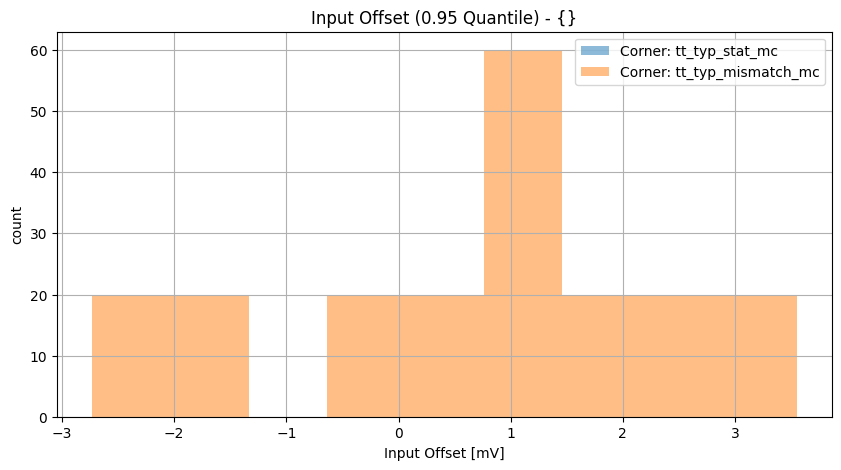 Input Offset (0.95 Quantile) - {}
Corner: tt_typ_stat_mc
Corner: tt_typ_mismatch_mc
60
50
40
30
20
10
0
count
−3
−2
−1
0
1
2
3
Input Offset [mV]